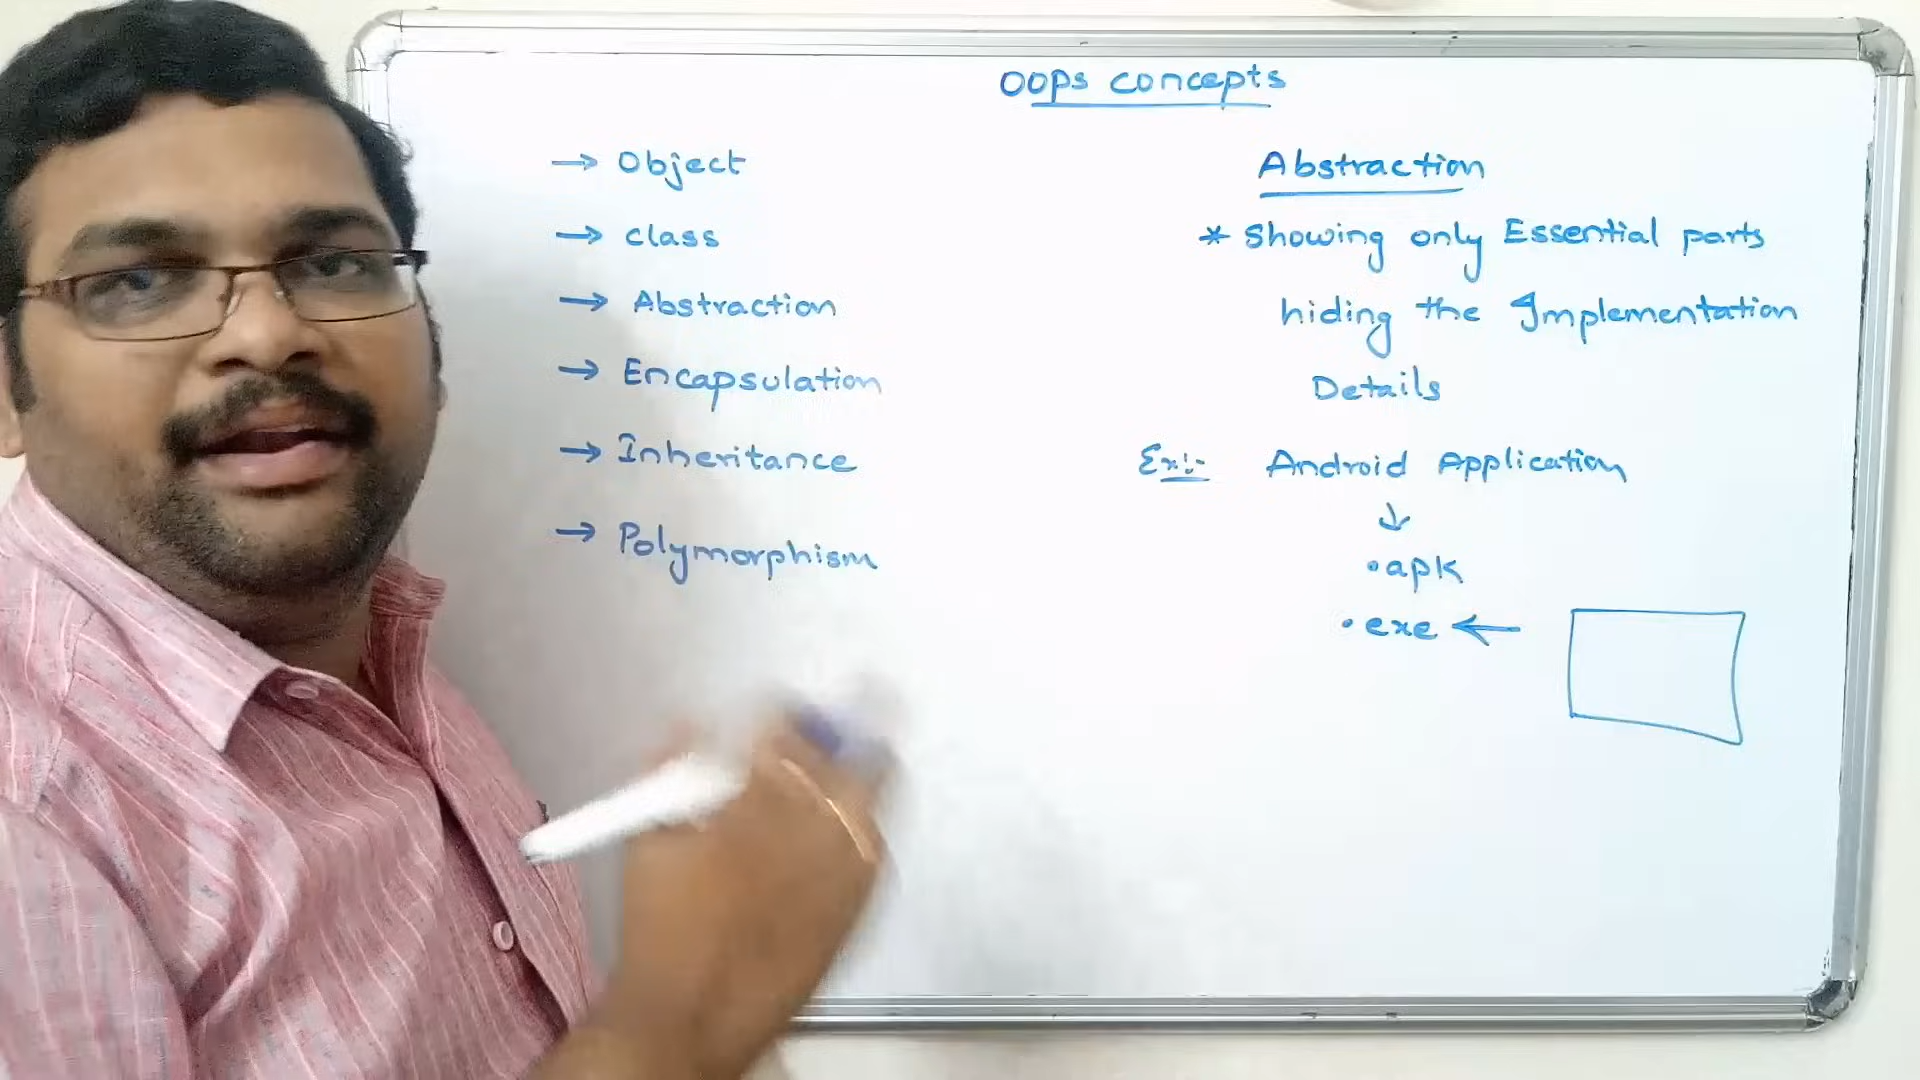 Oops concepts
→ Object
→ class
→ Abstraction
→ Encapsulation
→ Inheritance
→ Polymorphism
Abstraction
* Showing only Essential parts
hiding the Implementation
Details
Ex:- Android Application
↓
.apk
.exe ←